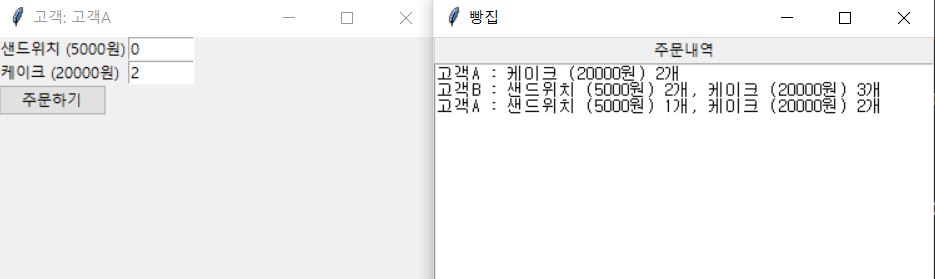 고객: 고객A
샌드위치 (5000원) 0
케이크 (20000원) 2
주문하기
빵집
주문내역
고객A : 케이크 (20000원) 2개
고객B : 샌드위치 (5000원) 2개, 케이크 (20000원) 3개
고객A : 샌드위치 (5000원) 1개, 케이크 (20000원) 2개